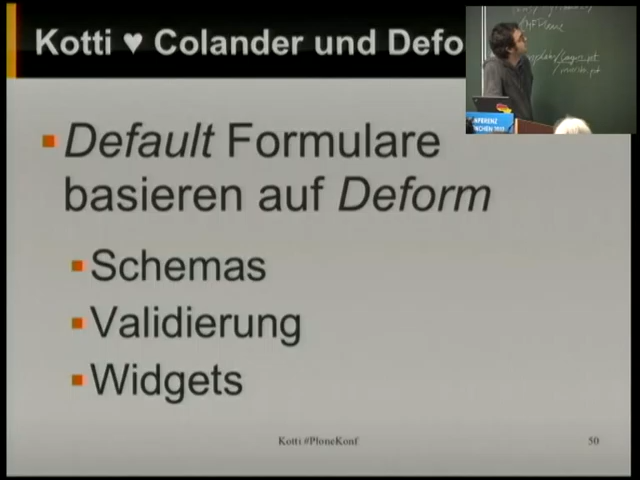 Kotti ♥ Colander und Defo
Default Formulare
basieren auf Deform
Schemas
Validierung
Widgets
Kotti #PloneKonf
50